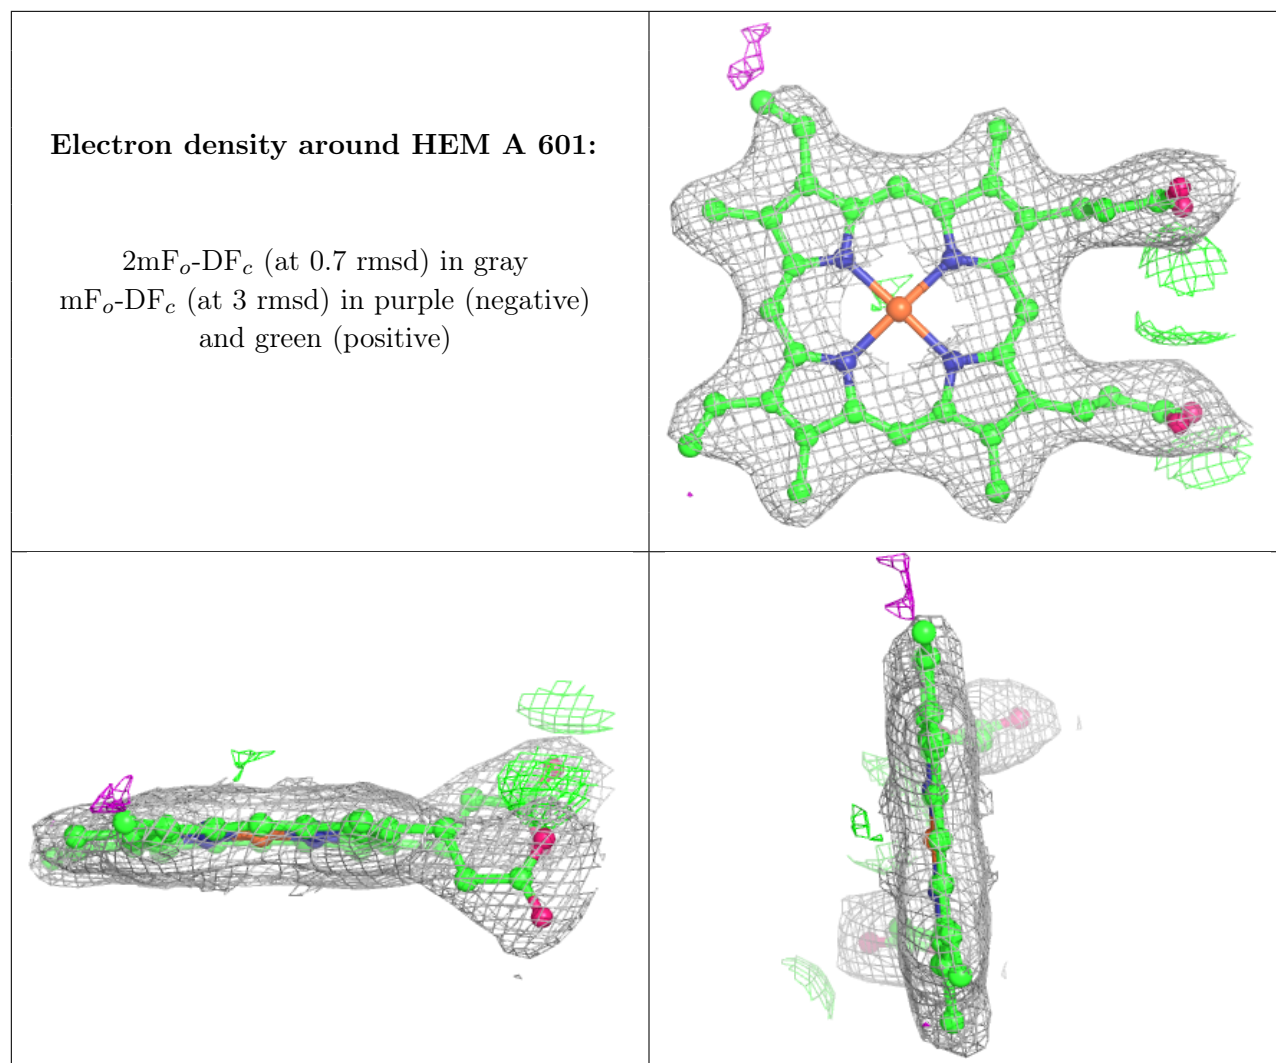 Electron density around HEM A 601:
2mFₒ-DF𝒸 (at 0.7 rmsd) in gray
mFₒ-DF𝒸 (at 3 rmsd) in purple (negative)
and green (positive)